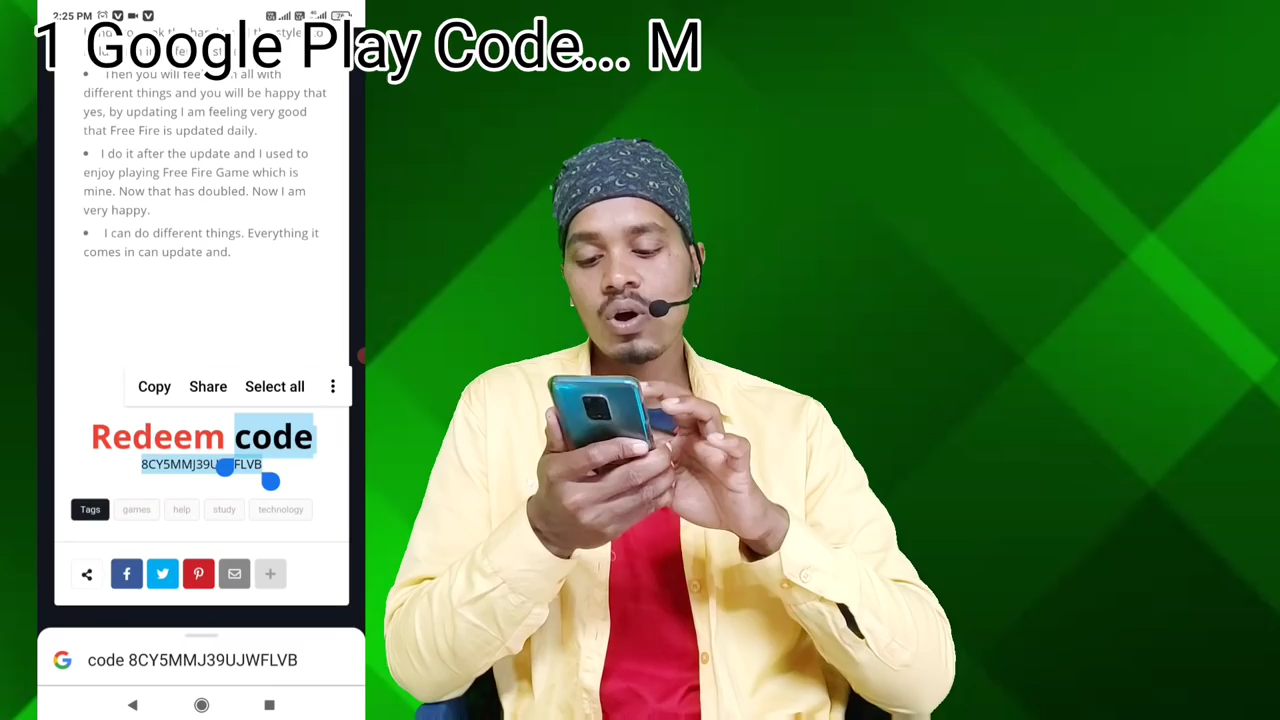 2:25 PM
1 Google Play Code... M
Then you will feel all with
different things and you will be happy that
yes, by updating I am feeling very good
that Free Fire is updated daily.
I do it after the update and I used to
enjoy playing Free Fire Game which is
mine. Now that has doubled. Now I am
very happy.
I can do different things. Everything it
comes in can update and.
Copy Share Select all
Redeem code
8CY5MMJ39U FLVB
Tags games help study technology
code 8CY5MMJ39UJWFLVB